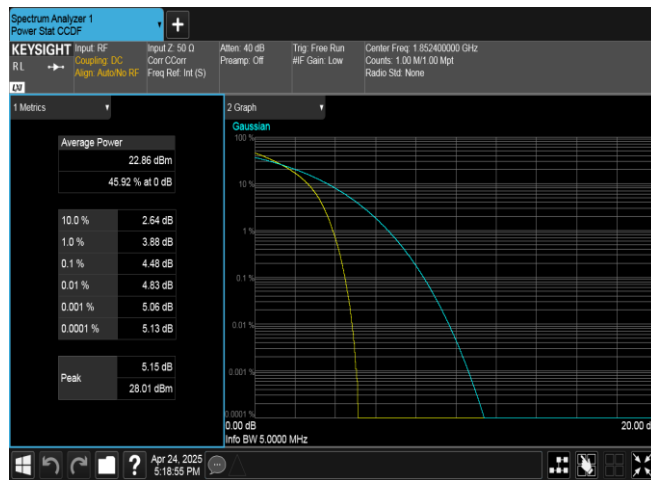 Spectrum Analyzer 1
Power Stat CCDF
+
KEYSIGHT
RL
LXI
Input: RF
Coupling: DC
Align: Auto/No RF
Input Z: 50 Ω
Corr CCorr
Freq Ref: Int (S)
Atten: 40 dB
Preamp: Off
Trig: Free Run
#IF Gain: Low
Center Freq: 1.852400000 GHz
Counts: 1.00 M/1.00 Mpt
Radio Std: None
1 Metrics
Average Power
22.86 dBm
45.92 % at 0 dB
10.0 % 2.64 dB
1.0 % 3.88 dB
0.1 % 4.48 dB
0.01 % 4.83 dB
0.001 % 5.06 dB
0.0001 % 5.13 dB
Peak
5.15 dB
28.01 dBm
2 Graph
Gaussian
100 %
10 %
1 %
0.1 %
0.01 %
0.001 %
0.0001 %
0.00 dB
20.00 d
Info BW 5.0000 MHz
?
Apr 24, 2025
5:18:55 PM